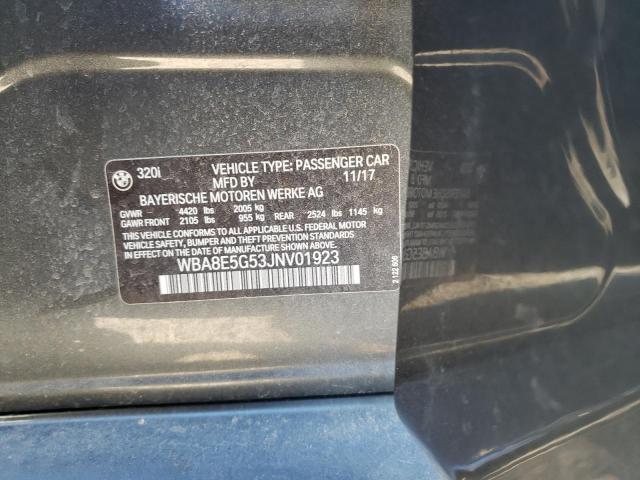 320i VEHICLE TYPE: PASSENGER CAR
MFD BY 11/17
BAYERISCHE MOTOREN WERKE AG
GVWR 4420 lbs 2005 kg
GAWR FRONT 2105 lbs 955 kg REAR 2524 lbs 1145 kg
THIS VEHICLE CONFORMS TO ALL APPLICABLE U.S. FEDERAL MOTOR
VEHICLE SAFETY, BUMPER AND THEFT PREVENTION STANDARDS IN EFFECT
ON THE DATE OF MANUFACTURE SHOWN ABOVE.
WBA8E5G53JNV01923